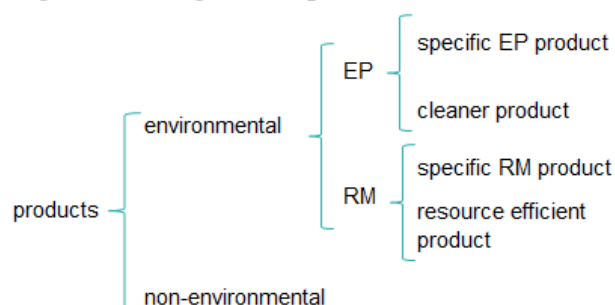 specific EP product
EP
cleaner product
environmental
specific RM product
RM
resource efficient
product
products
non-environmental